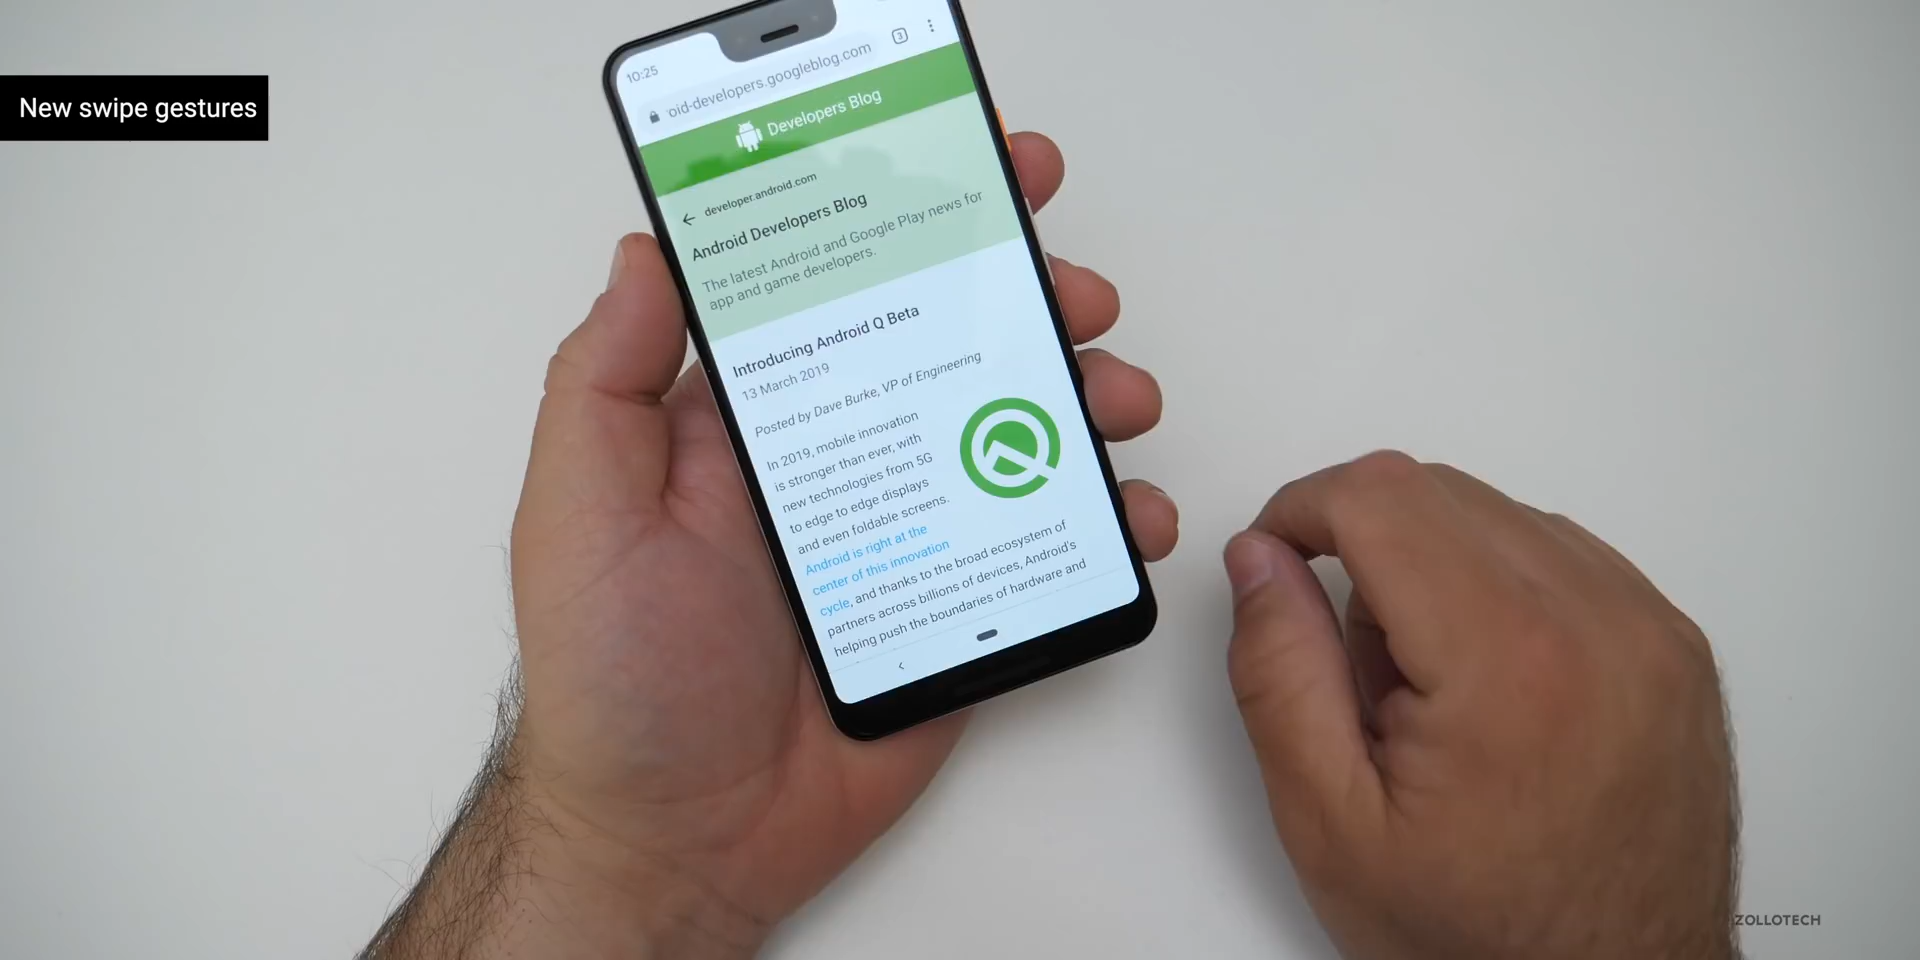 New swipe gestures
10:25
oid-developers.googleblog.com
3
Developers Blog
developer.android.com
Android Developers Blog
The latest Android and Google Play news for
app and game developers.
Introducing Android Q Beta
13 March 2019
Posted by Dave Burke, VP of Engineering
In 2019, mobile innovation
is stronger than ever, with
new technologies from 5G
to edge to edge displays
and even foldable screens.
Android is right at the
center of this innovation
cycle, and thanks to the broad ecosystem of
partners across billions of devices, Android's
helping push the boundaries of hardware and
ZOLLOTECH